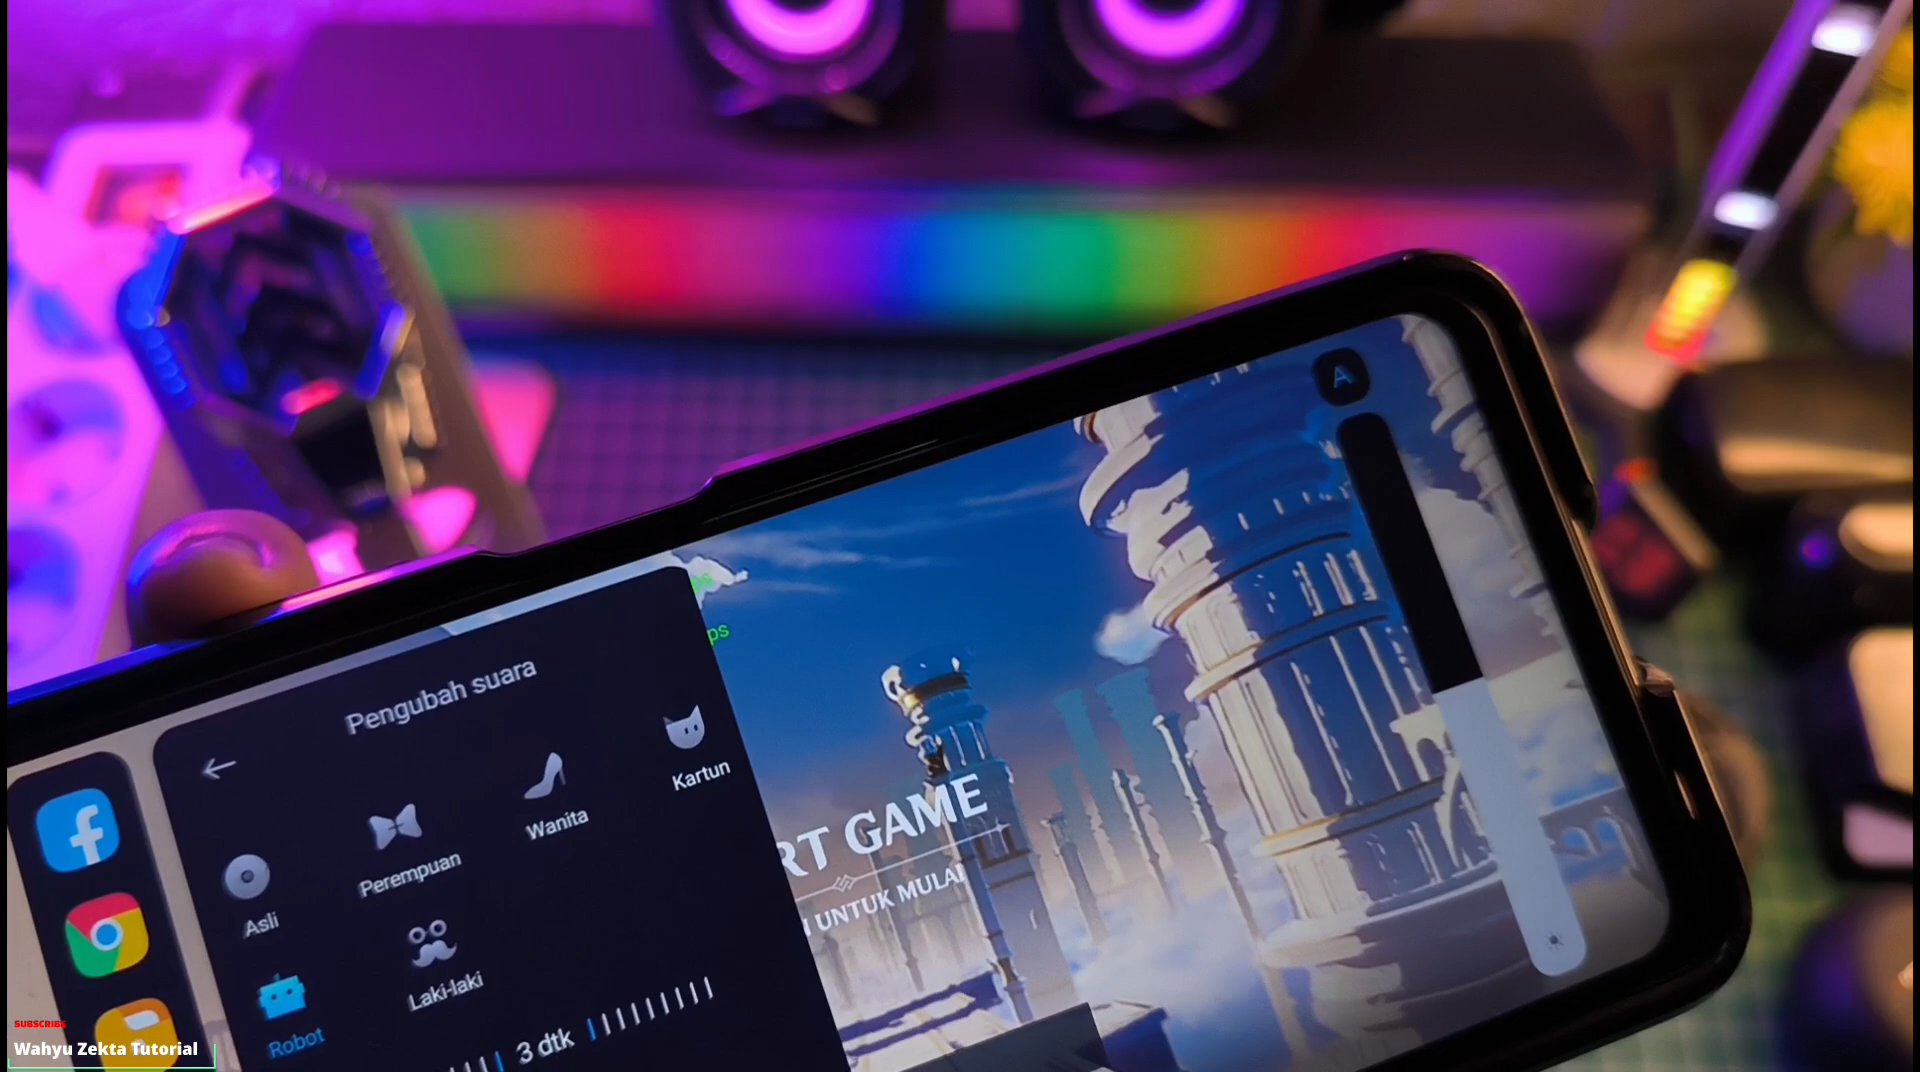 A
ps
Pengubah suara
Kartun
Wanita
Perempuan
Asli
RT GAME
UNTUK MULAI
Laki-laki
Robot
3 dtk
SUBSCRIBE
Wahyu Zekta Tutorial